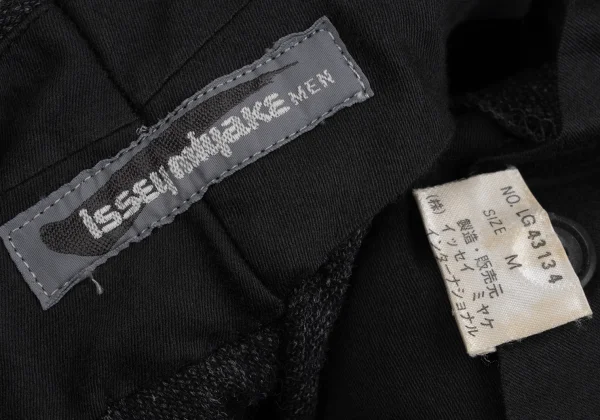 issey miyake MEN
NO. LG43134
SIZE M
製造・販売元
(株) イッセイ ミヤケ
インターナショナル